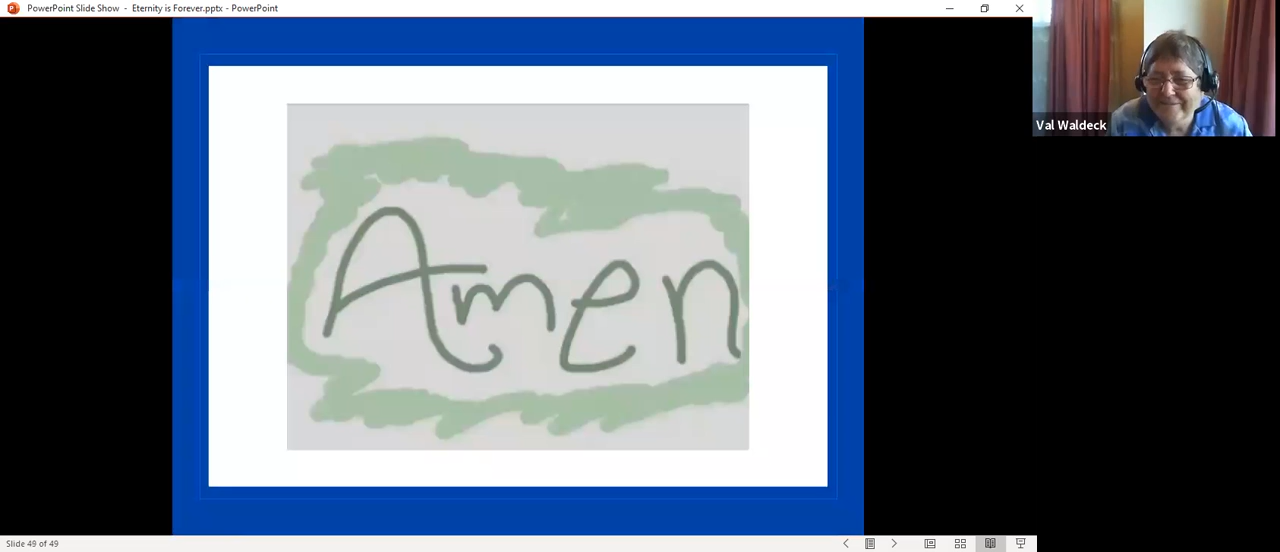 PowerPoint Slide Show - Eternity is Forever.pptx - PowerPoint
Val Waldeck
Amen
Slide 49 of 49